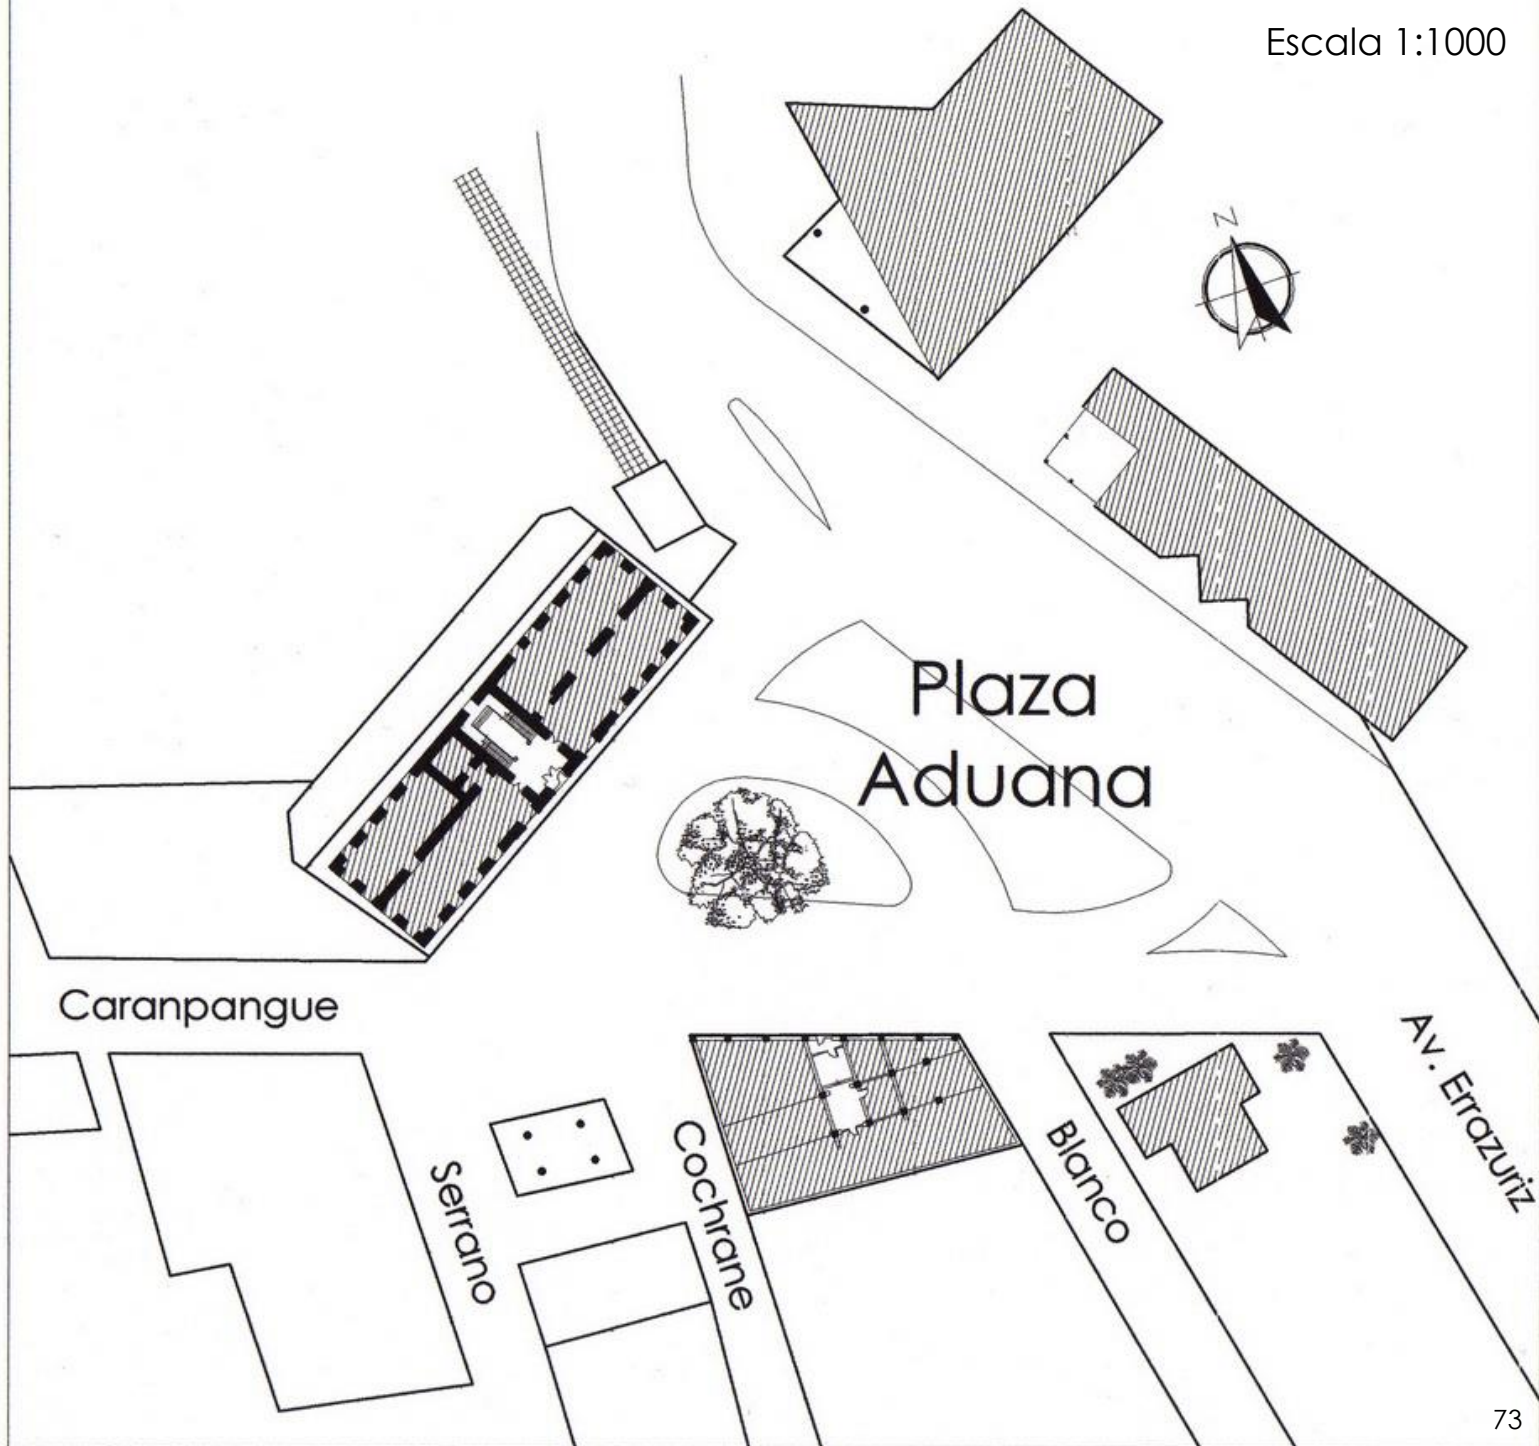 Escala 1:1000
N
Plaza
Aduana
Caranpangue
Serrano
Cochrane
Blanco
Av. Errazuriz
73